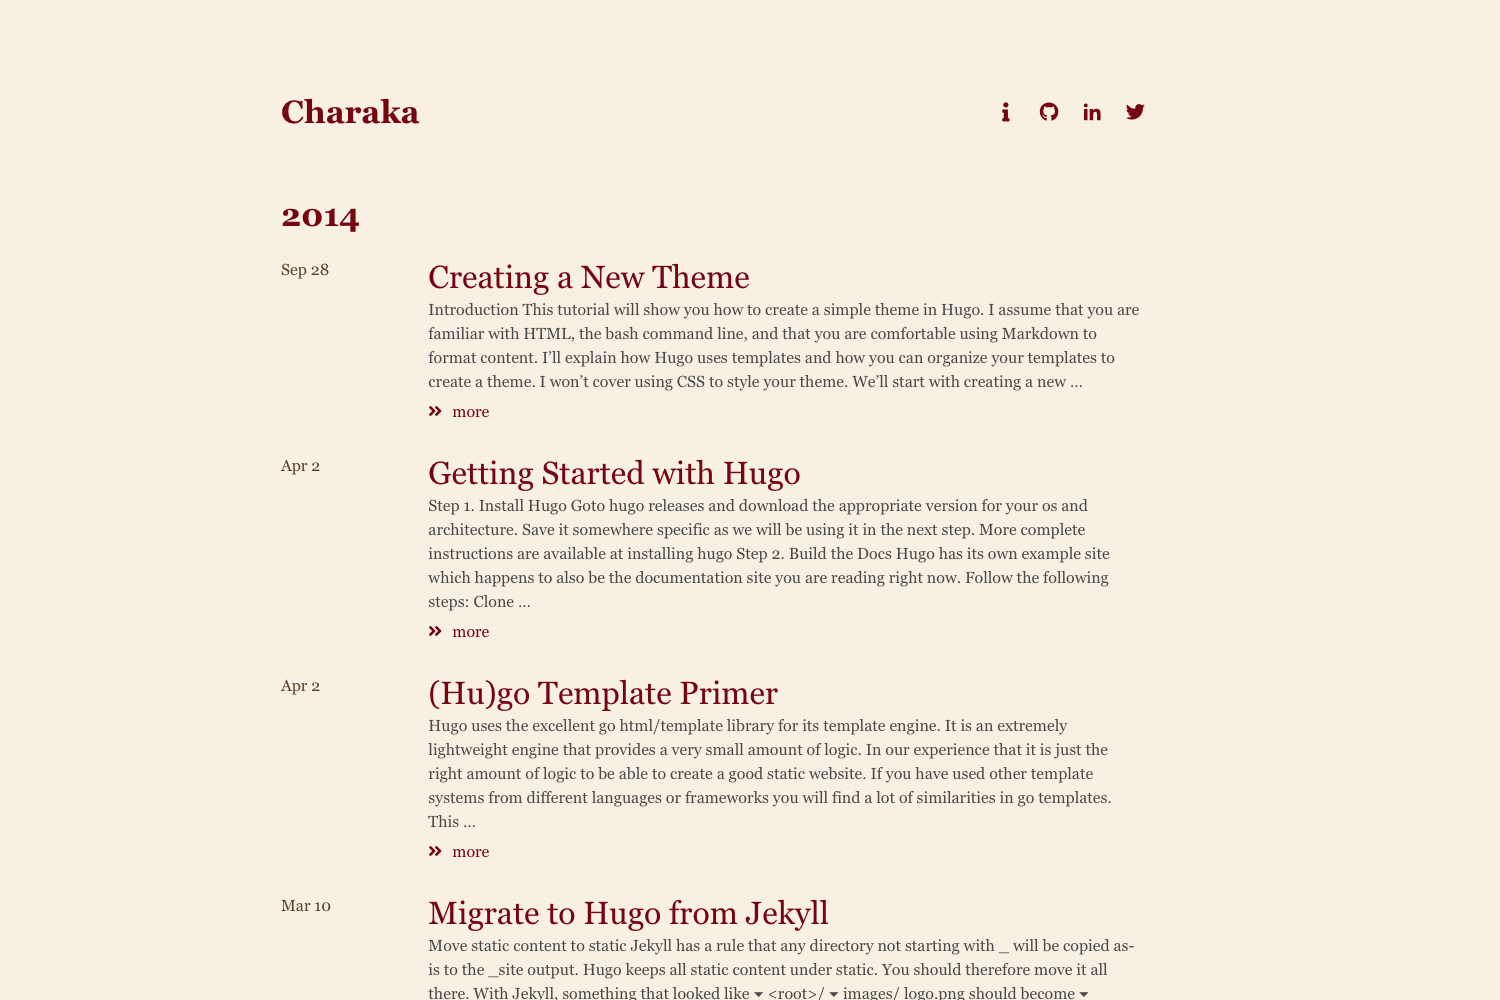 Charaka
2014
Sep 28
Creating a New Theme
Introduction This tutorial will show you how to create a simple theme in Hugo. I assume that you are
familiar with HTML, the bash command line, and that you are comfortable using Markdown to
format content. I’ll explain how Hugo uses templates and how you can organize your templates to
create a theme. I won’t cover using CSS to style your theme. We’ll start with creating a new …
more
Apr 2
Getting Started with Hugo
Step 1. Install Hugo Goto hugo releases and download the appropriate version for your os and
architecture. Save it somewhere specific as we will be using it in the next step. More complete
instructions are available at installing hugo Step 2. Build the Docs Hugo has its own example site
which happens to also be the documentation site you are reading right now. Follow the following
steps: Clone …
more
Apr 2
(Hu)go Template Primer
Hugo uses the excellent go html/template library for its template engine. It is an extremely
lightweight engine that provides a very small amount of logic. In our experience that it is just the
right amount of logic to be able to create a good static website. If you have used other template
systems from different languages or frameworks you will find a lot of similarities in go templates.
This …
more
Mar 10
Migrate to Hugo from Jekyll
Move static content to static Jekyll has a rule that any directory not starting with _ will be copied as-
is to the _site output. Hugo keeps all static content under static. You should therefore move it all
there. With Jekyll, something that looked like ▾ <root>/ ▾ images/ logo.png should become ▾